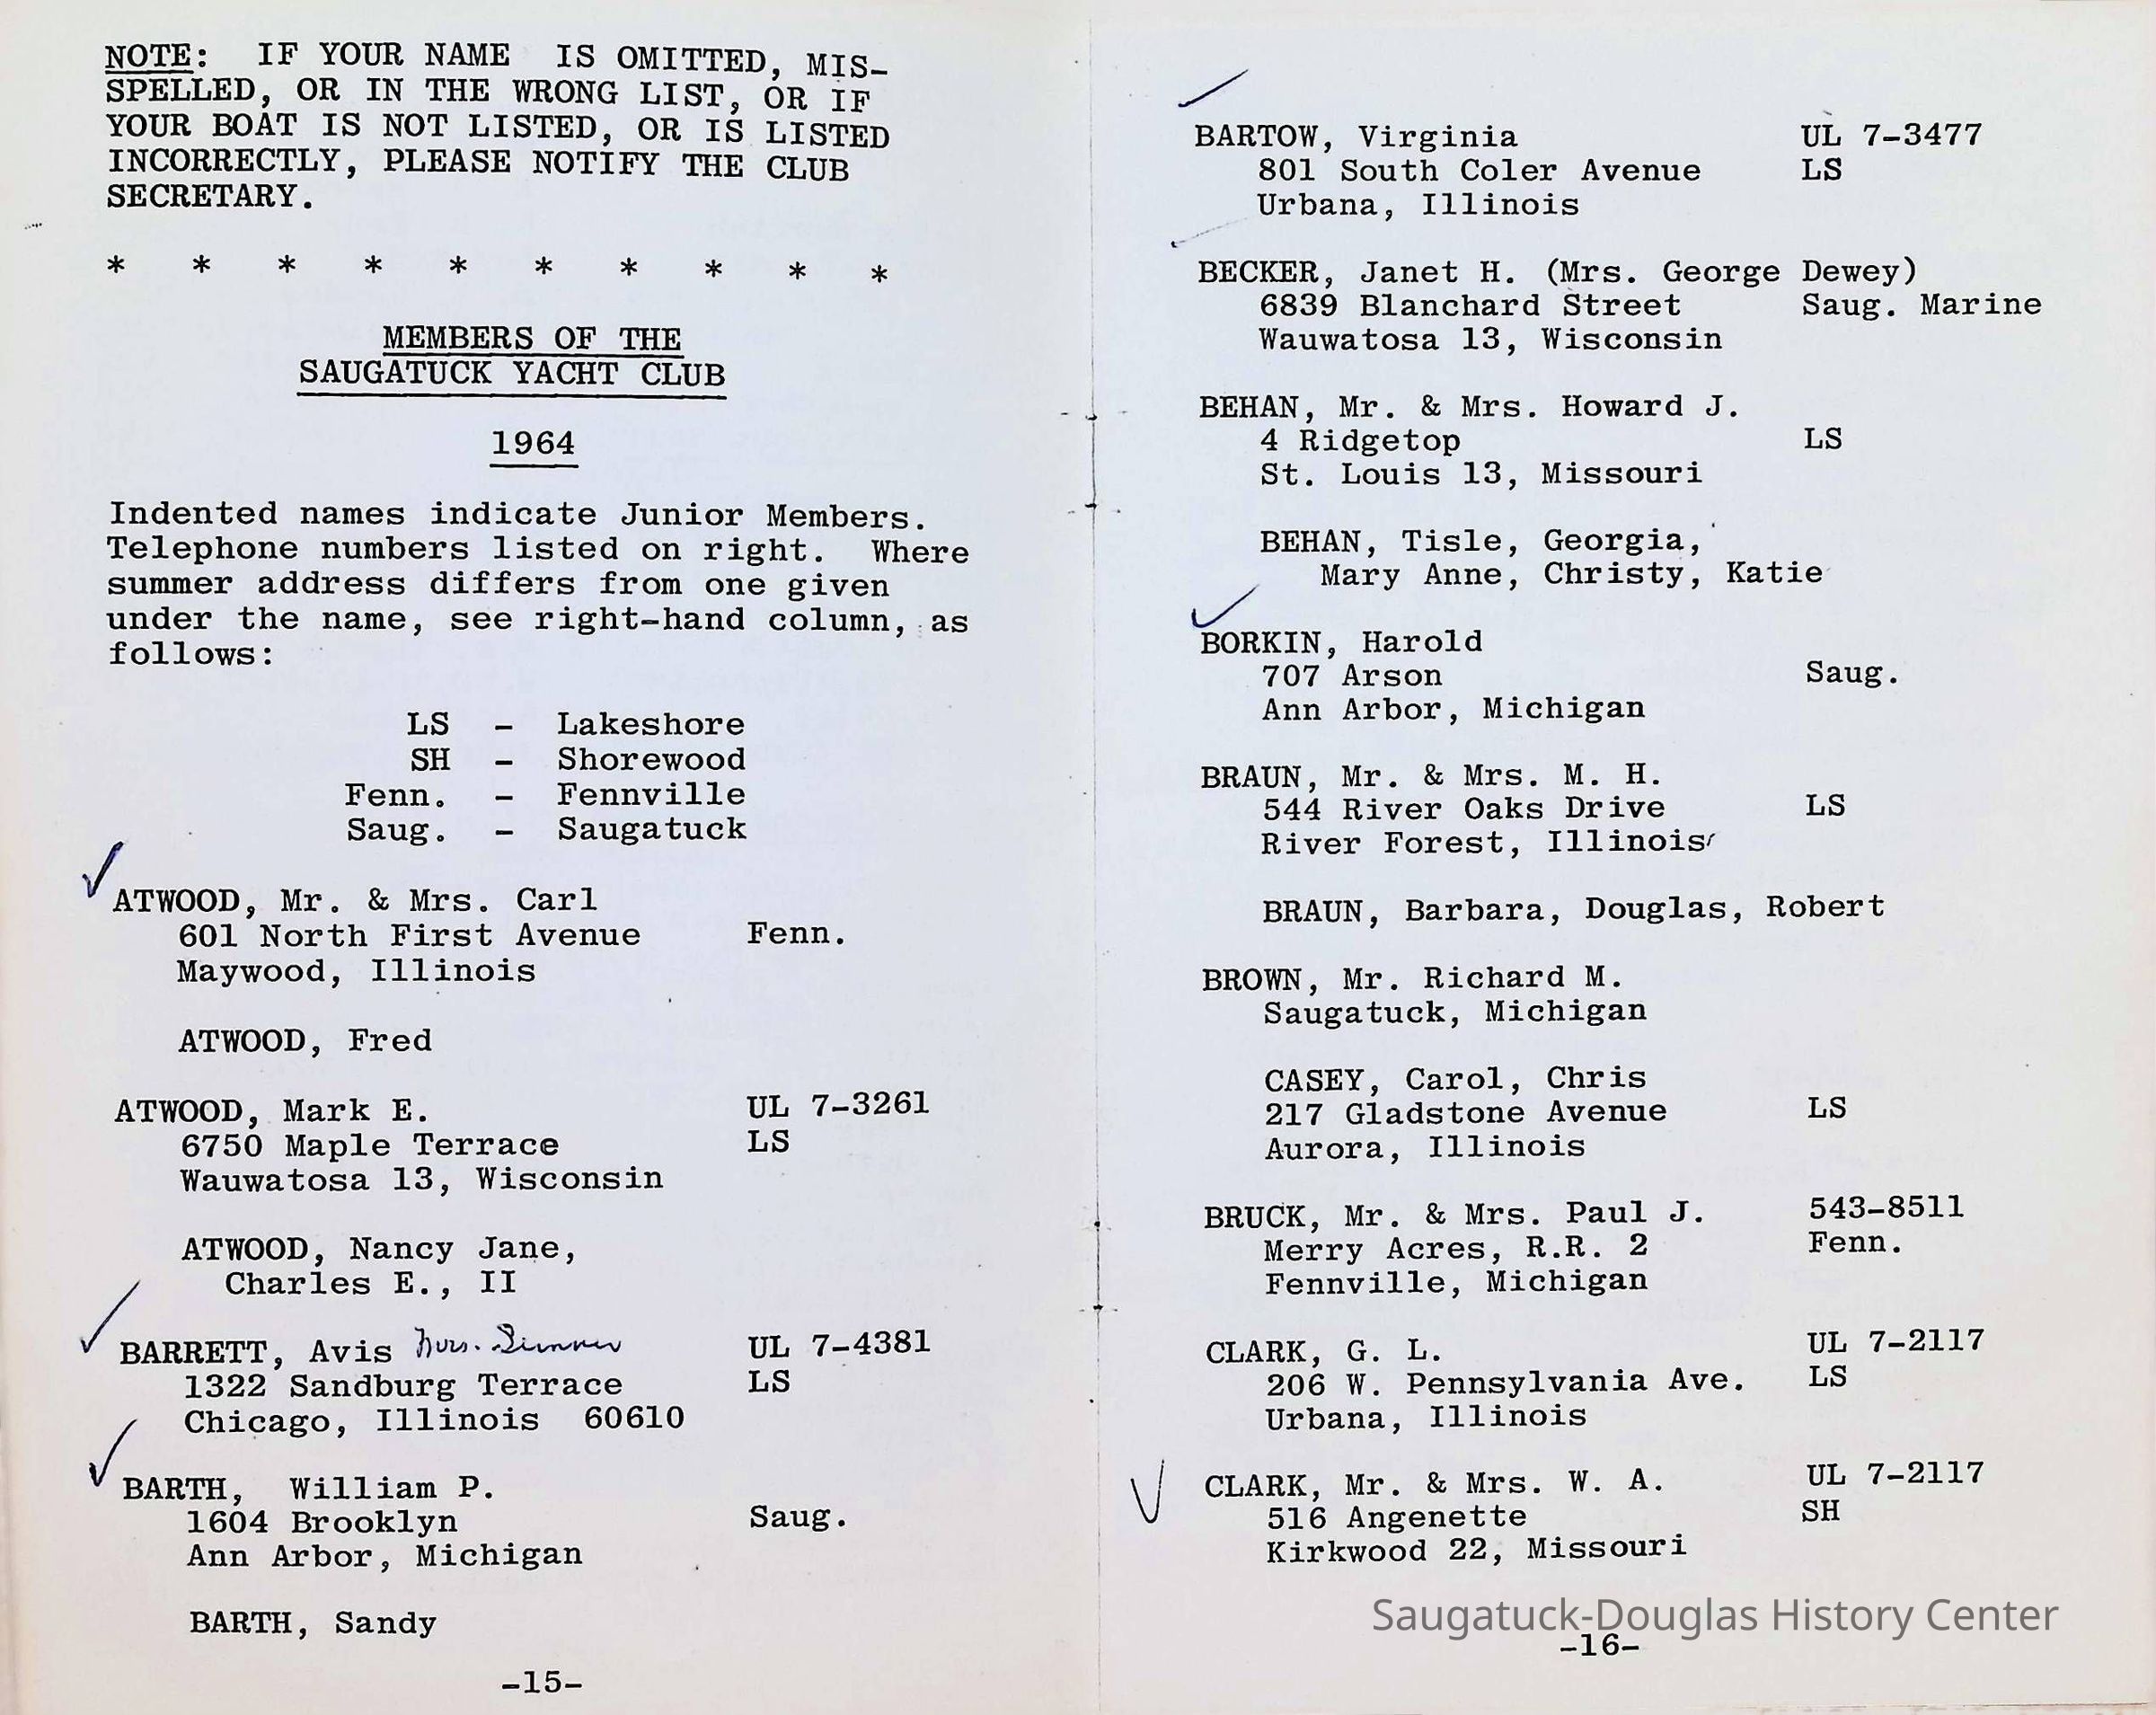 NOTE: IF YOUR NAME IS OMITTED, MIS-
SPELLED, OR IN THE WRONG LIST, OR IF
YOUR BOAT IS NOT LISTED, OR IS LISTED
INCORRECTLY, PLEASE NOTIFY THE CLUB
SECRETARY.
* * * * * * * * * *
MEMBERS OF THE
SAUGATUCK YACHT CLUB
1964
Indented names indicate Junior Members.
Telephone numbers listed on right. Where
summer address differs from one given
under the name, see right-hand column, as
follows:
LS - Lakeshore
SH - Shorewood
Fenn. - Fennville
Saug. - Saugatuck
ATWOOD, Mr. & Mrs. Carl
601 North First Avenue Fenn.
Maywood, Illinois
ATWOOD, Fred
ATWOOD, Mark E. UL 7-3261
6750 Maple Terrace LS
Wauwatosa 13, Wisconsin
ATWOOD, Nancy Jane,
Charles E., II
BARRETT, Avis Mrs. UL 7-4381
1322 Sandburg Terrace LS
Chicago, Illinois 60610
BARTH, William P.
1604 Brooklyn Saug.
Ann Arbor, Michigan
BARTH, Sandy
-15-
BARTOW, Virginia UL 7-3477
801 South Coler Avenue LS
Urbana, Illinois
BECKER, Janet H. (Mrs. George Dewey)
6839 Blanchard Street Saug. Marine
Wauwatosa 13, Wisconsin
BEHAN, Mr. & Mrs. Howard J.
4 Ridgetop LS
St. Louis 13, Missouri
BEHAN, Tisle, Georgia,
Mary Anne, Christy, Katie
BORKIN, Harold
707 Arson Saug.
Ann Arbor, Michigan
BRAUN, Mr. & Mrs. M. H.
544 River Oaks Drive LS
River Forest, Illinois
BRAUN, Barbara, Douglas, Robert
BROWN, Mr. Richard M.
Saugatuck, Michigan
CASEY, Carol, Chris
217 Gladstone Avenue LS
Aurora, Illinois
BRUCK, Mr. & Mrs. Paul J. 543-8511
Merry Acres, R.R. 2 Fenn.
Fennville, Michigan
CLARK, G. L. UL 7-2117
206 W. Pennsylvania Ave. LS
Urbana, Illinois
CLARK, Mr. & Mrs. W. A. UL 7-2117
516 Angenette SH
Kirkwood 22, Missouri
Saugatuck-Douglas History Center
-16-